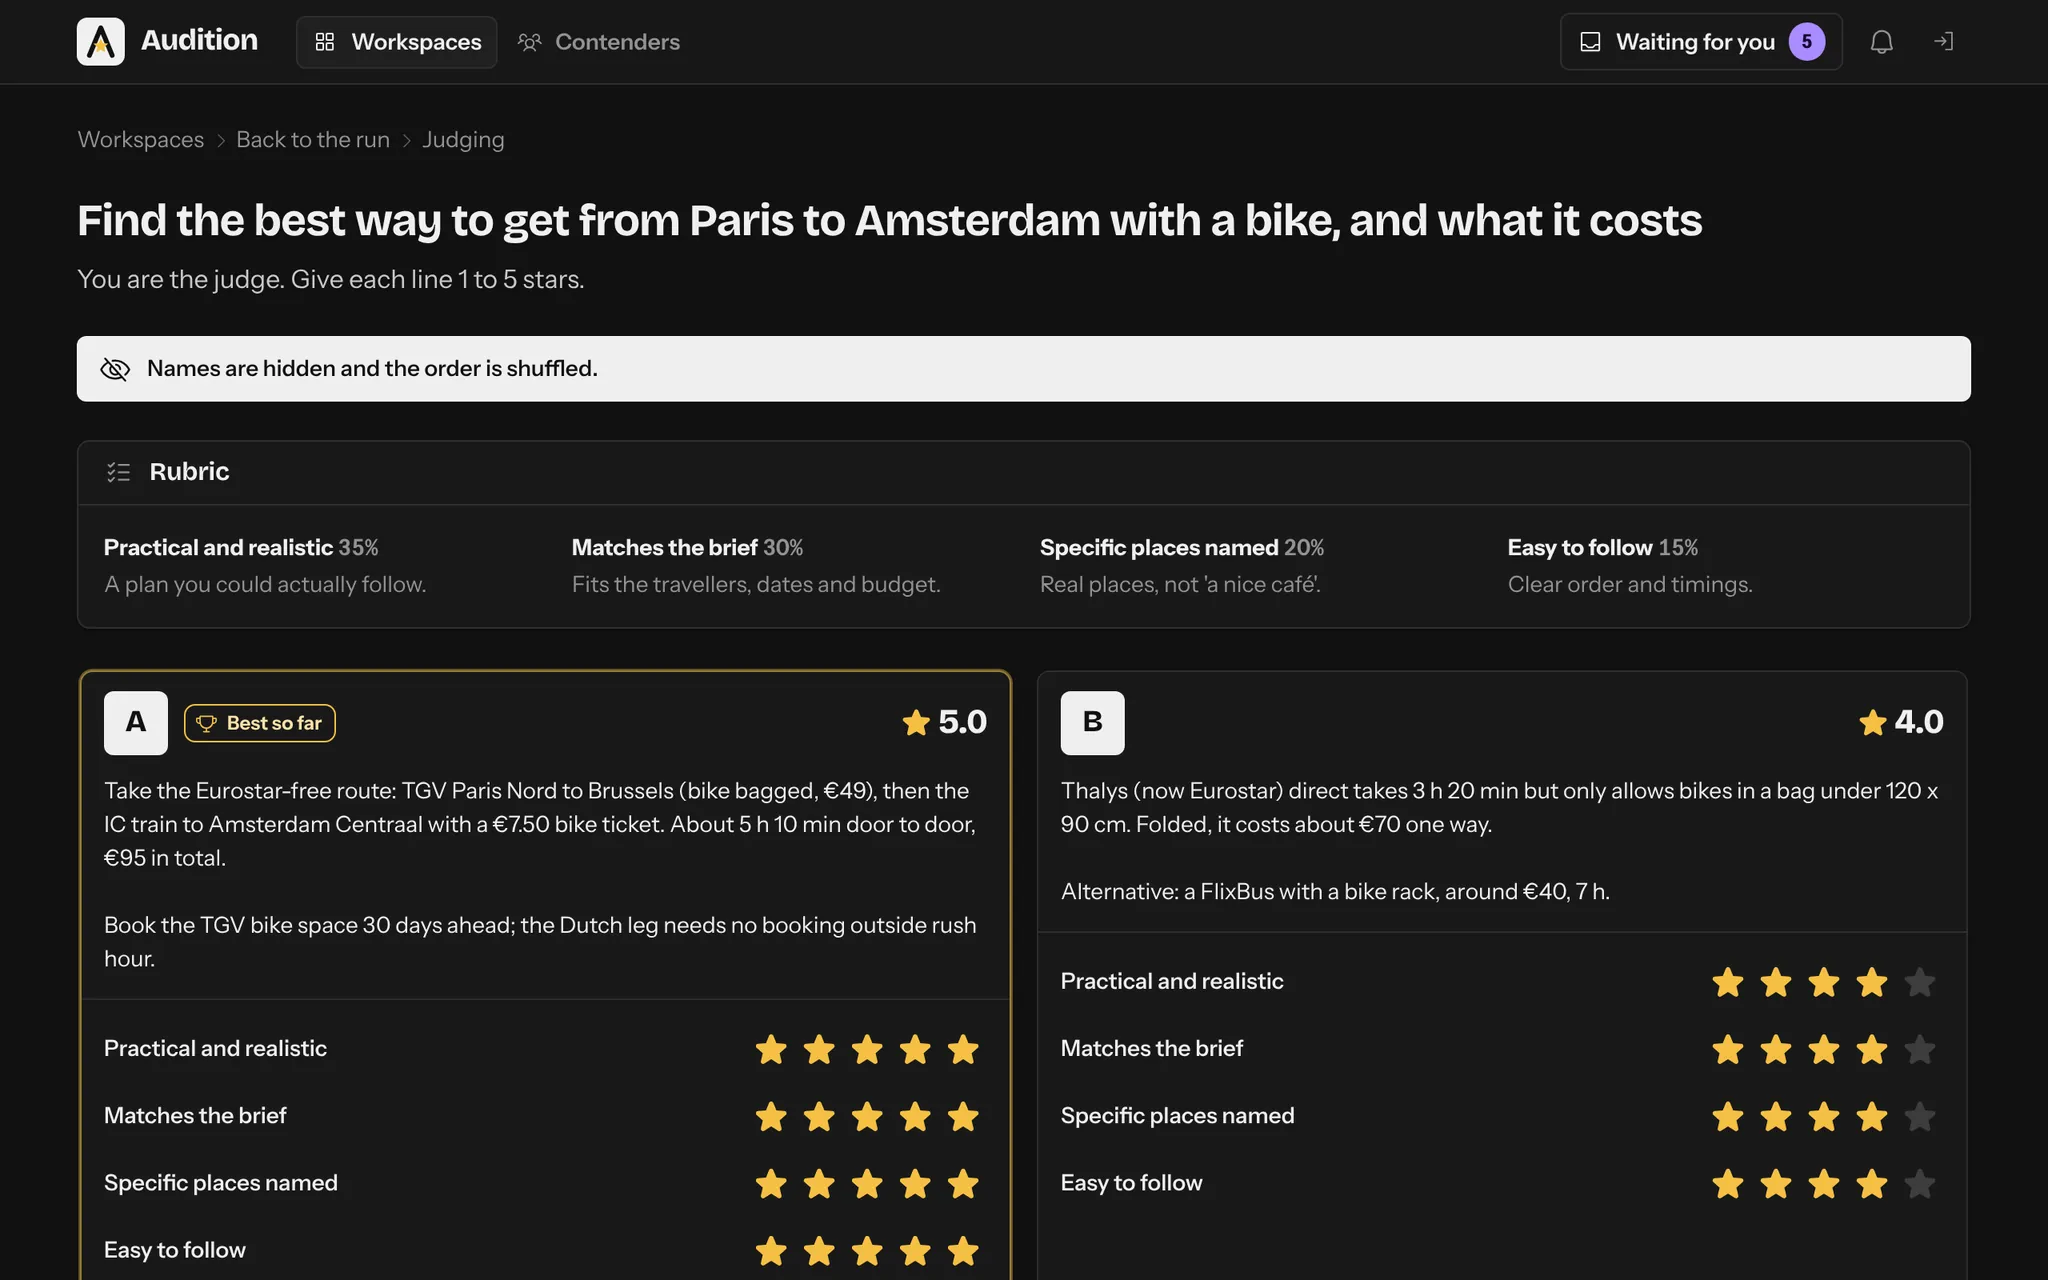 Audition
Workspaces
Contenders
Waiting for you 5
Workspaces > Back to the run > Judging
Find the best way to get from Paris to Amsterdam with a bike, and what it costs
You are the judge. Give each line 1 to 5 stars.
Names are hidden and the order is shuffled.
Rubric
Practical and realistic 35%
A plan you could actually follow.
Matches the brief 30%
Fits the travellers, dates and budget.
Specific places named 20%
Real places, not 'a nice café'.
Easy to follow 15%
Clear order and timings.
A
Best so far
5.0
Take the Eurostar-free route: TGV Paris Nord to Brussels (bike bagged, €49), then the
IC train to Amsterdam Centraal with a €7.50 bike ticket. About 5 h 10 min door to door,
€95 in total.
Book the TGV bike space 30 days ahead; the Dutch leg needs no booking outside rush
hour.
Practical and realistic
Matches the brief
Specific places named
Easy to follow
B
4.0
Thalys (now Eurostar) direct takes 3 h 20 min but only allows bikes in a bag under 120 x
90 cm. Folded, it costs about €70 one way.
Alternative: a FlixBus with a bike rack, around €40, 7 h.
Practical and realistic
Matches the brief
Specific places named
Easy to follow